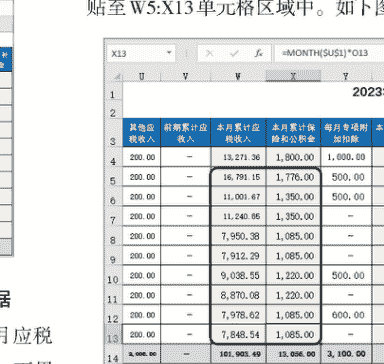 贴至 W5:X13 单元格区域中。如下
X13 fx =MONTH($U$1)*O13
U V W X Y
1 2023
2
3 其他应税收入 前期累计应收入 本月累计应税收入 本月累计保险和公积金 每月专项附加扣除
4 200.00 – 13,271.36 1,800.00 1,000.00
5 200.00 – 16,791.15 1,776.00 500.00
6 200.00 – 11,001.67 1,350.00 500.00
7 200.00 – 11,240.85 1,350.00 –
8 200.00 – 7,950.38 1,085.00 –
9 200.00 – 7,912.29 1,085.00 –
10 200.00 – 9,038.55 1,220.00 500.00
11 200.00 – 8,870.08 1,220.00 –
12 200.00 – 7,978.62 1,085.00 600.00
13 200.00 – 7,848.54 1,085.00 –
14 2,000.00 – 101,903.49 13,056.00 3,100.00
据
月应税